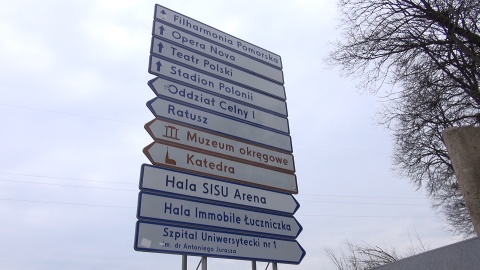 Filharmonia Pomorska
Opera Nova
Teatr Polski
Stadion Polonii
Oddział Celny I
Ratusz
Muzeum okręgowe
Katedra
Hala SISU Arena
Hala Immobile Łuczniczka
Szpital Uniwersytecki nr 1
im. dr Antoniego Jurasza